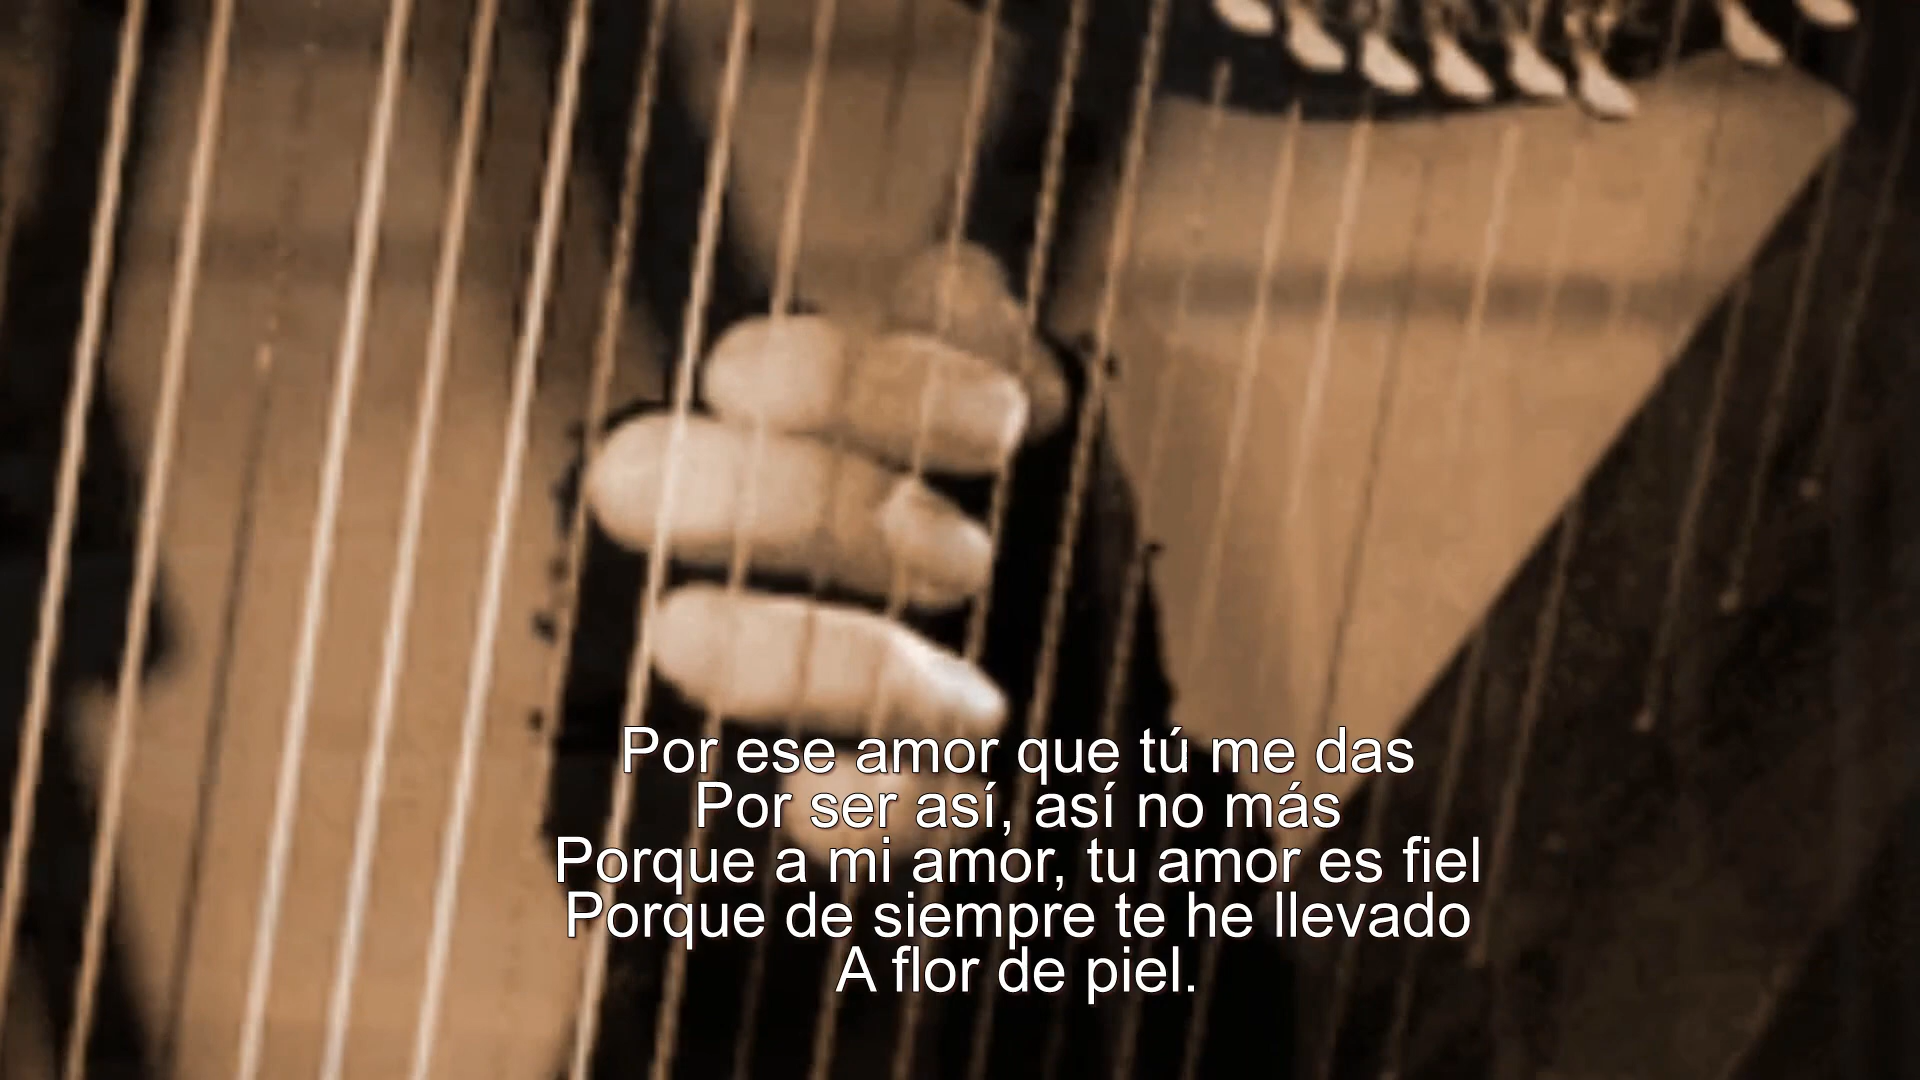 Por ese amor que tú me das
Por ser así, así no más
Porque a mi amor, tu amor es fiel
Porque de siempre te he llevado
A flor de piel.